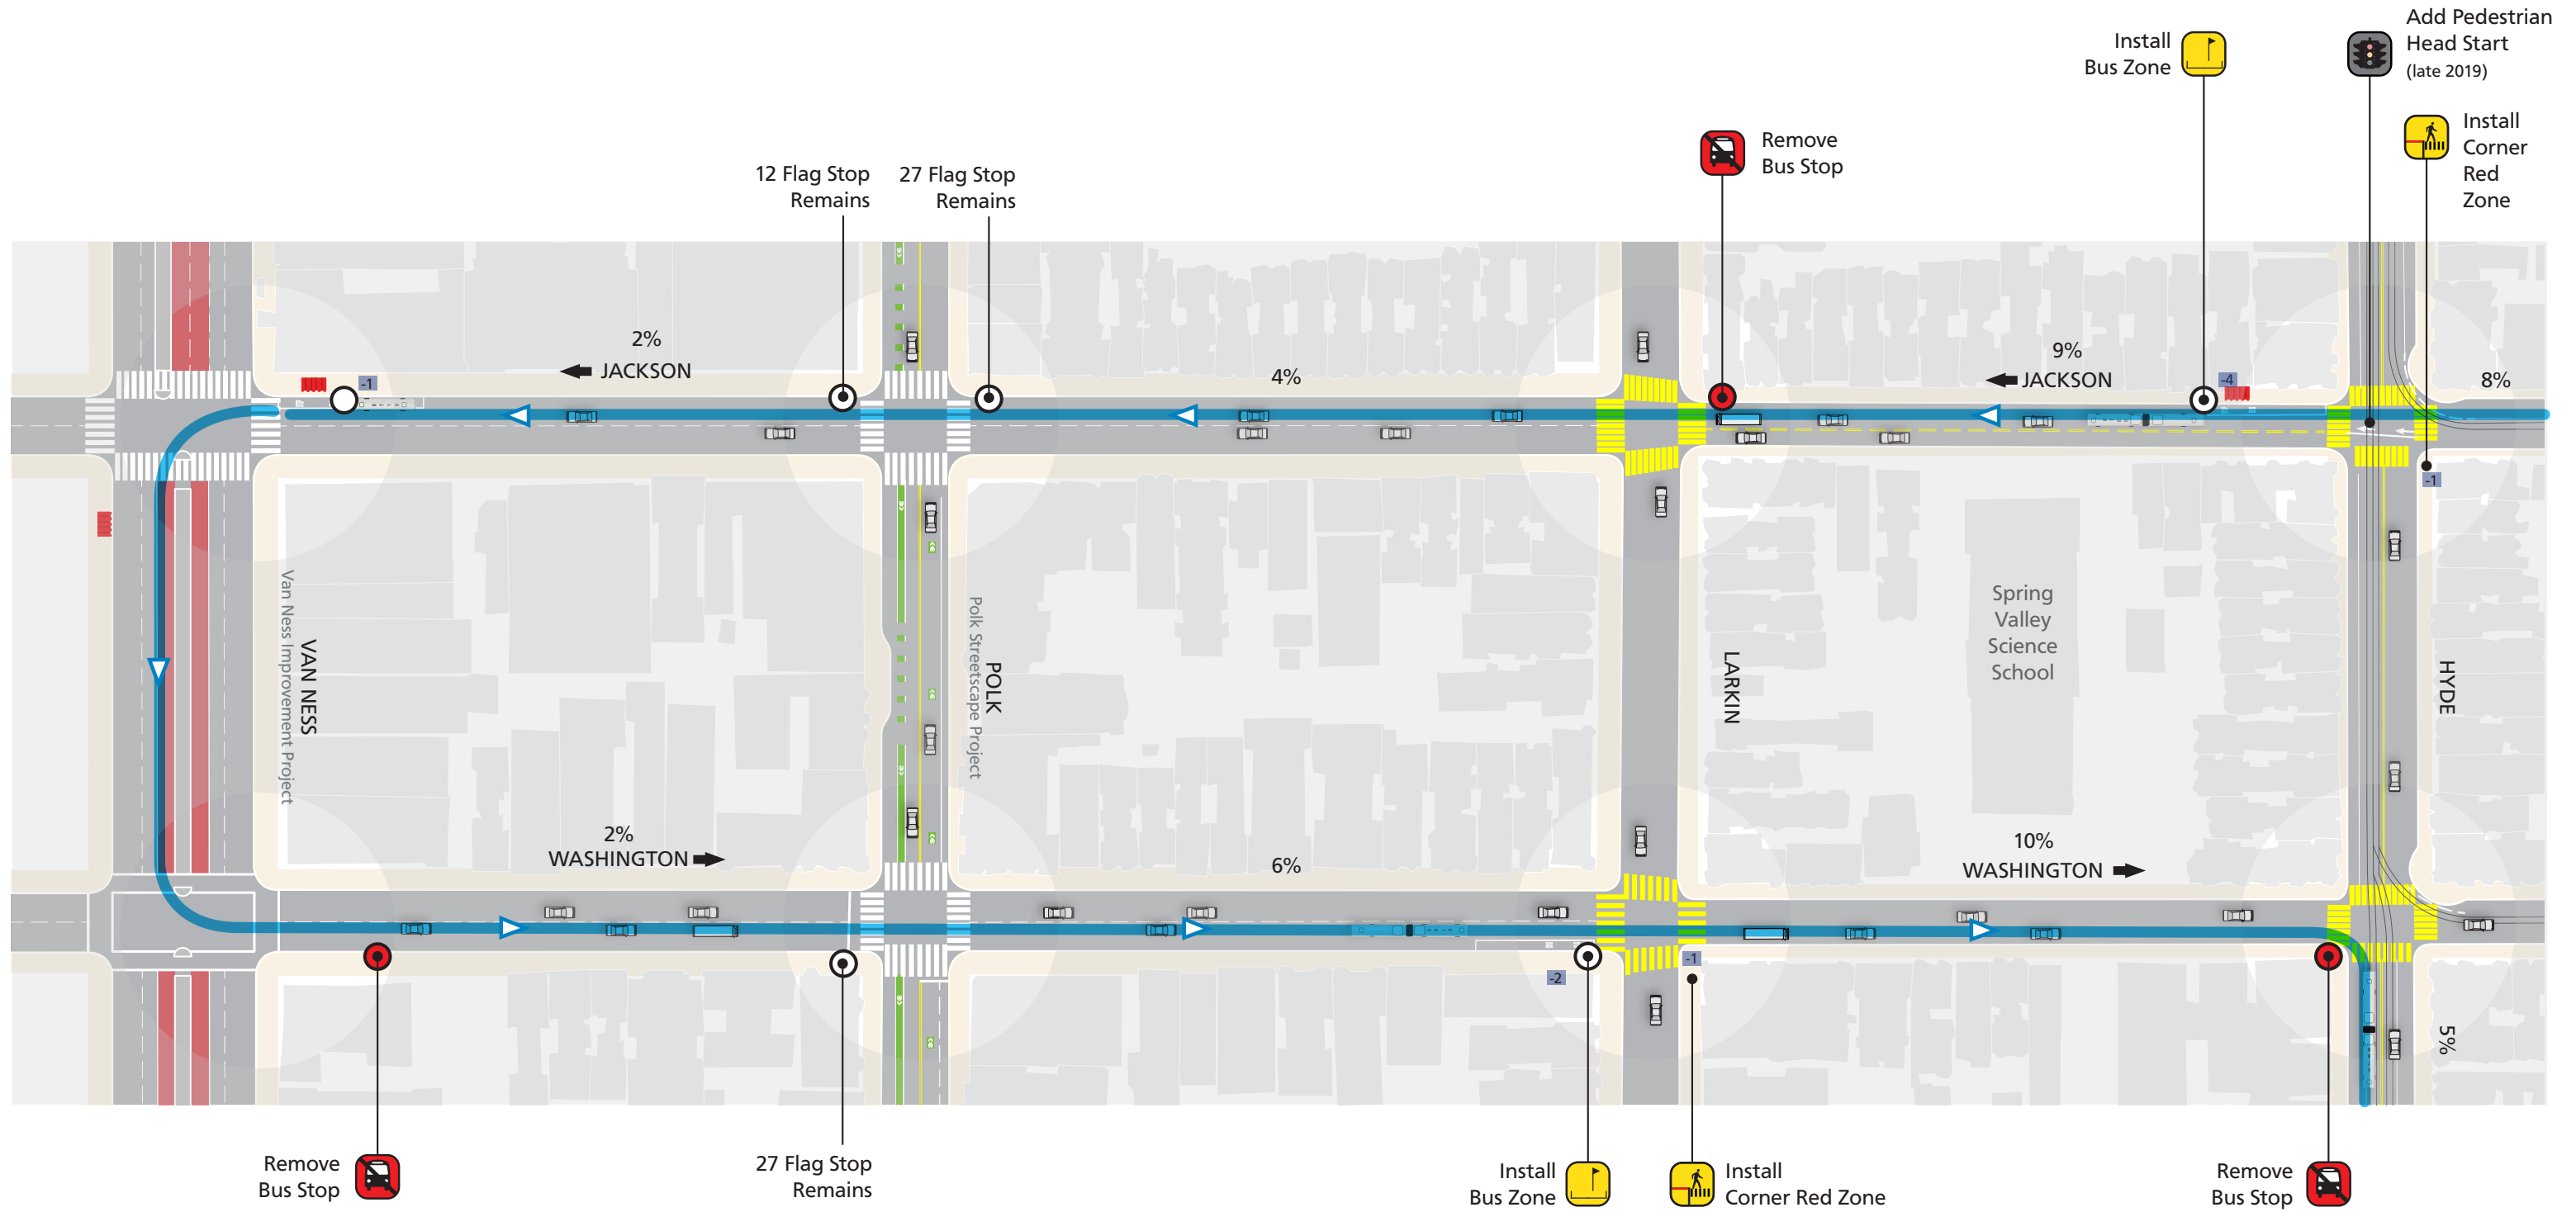 Add Pedestrian
Head Start
(late 2019)
Install
Bus Zone
Install
Corner
Red
Zone
Remove
Bus Stop
12 Flag Stop
Remains
27 Flag Stop
Remains
2%
JACKSON
-1
4%
9%
JACKSON
-4
8%
-1
VAN NESS
Van Ness Improvement Project
POLK
Polk Streetscape Project
LARKIN
Spring
Valley
Science
School
HYDE
2%
WASHINGTON
6%
10%
WASHINGTON
-2
-1
5%
Remove
Bus Stop
27 Flag Stop
Remains
Install
Bus Zone
Install
Corner Red Zone
Remove
Bus Stop